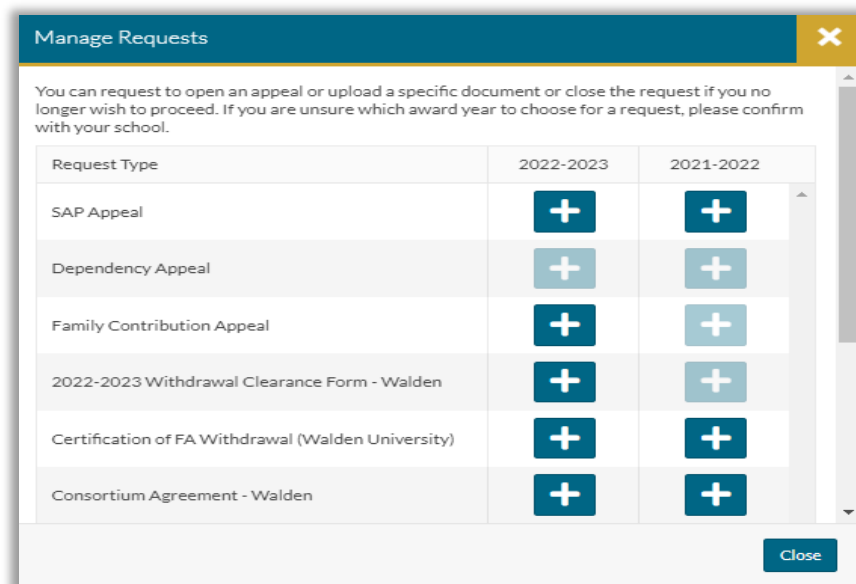 Manage Requests
You can request to open an appeal or upload a specific document or close the request if you no
longer wish to proceed. If you are unsure which award year to choose for a request, please confirm
with your school.
Request Type 2022-2023 2021-2022
SAP Appeal
Dependency Appeal
Family Contribution Appeal
2022-2023 Withdrawal Clearance Form - Walden
Certification of FA Withdrawal (Walden University)
Consortium Agreement - Walden
Close